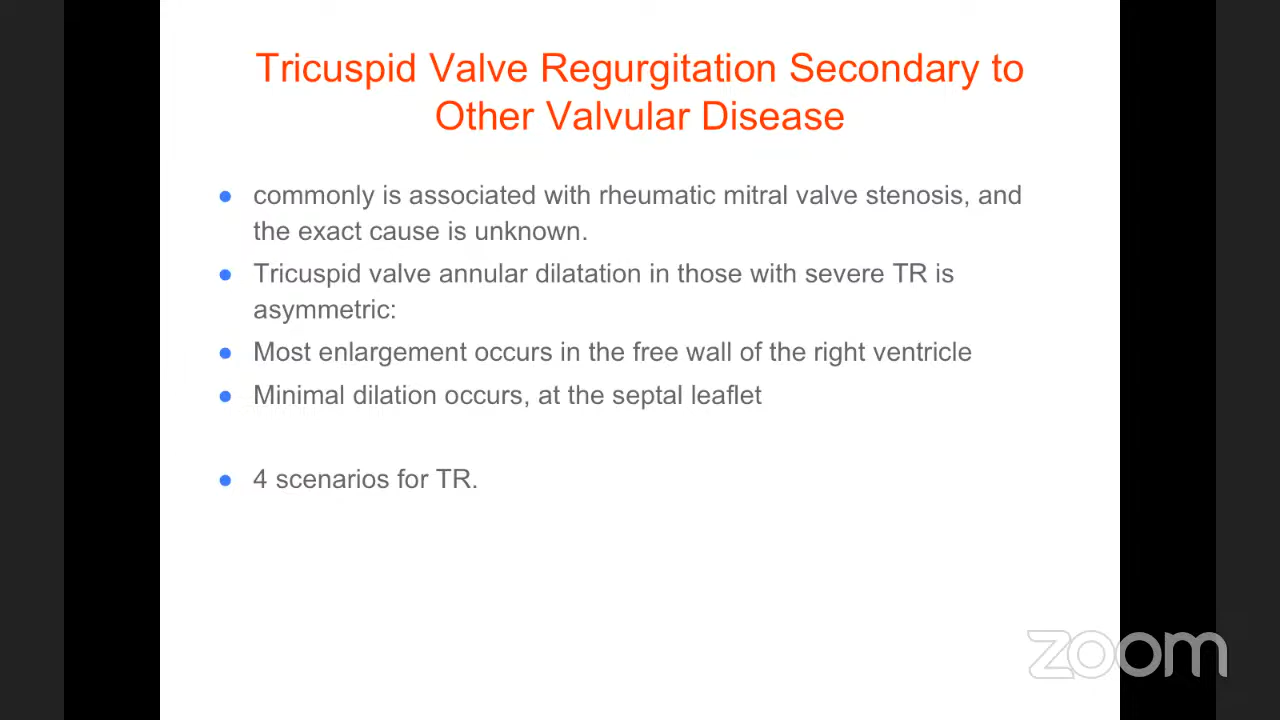 Tricuspid Valve Regurgitation Secondary to
Other Valvular Disease
● commonly is associated with rheumatic mitral valve stenosis, and
the exact cause is unknown.
● Tricuspid valve annular dilatation in those with severe TR is
asymmetric:
● Most enlargement occurs in the free wall of the right ventricle
● Minimal dilation occurs, at the septal leaflet
● 4 scenarios for TR.
zoom